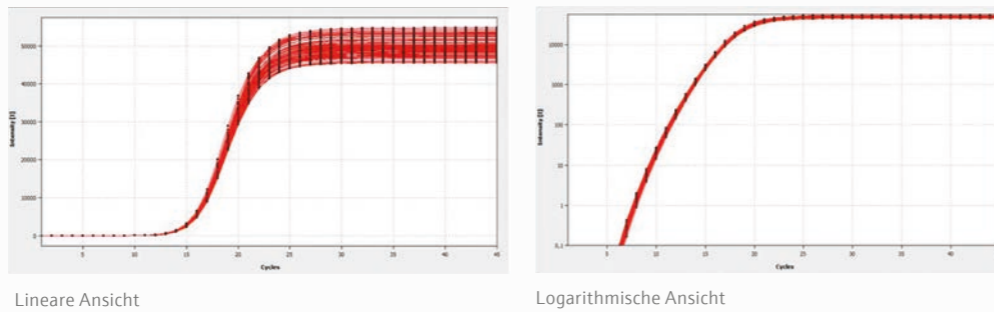 Intensity [I]
50000
40000
30000
20000
10000
0
5 10 15 20 25 30 35 40 45
Cycles
Lineare Ansicht
Intensity [I]
10000
1000
100
10
1
0,1
5 10 15 20 25 30 35 40
Cycles
Logarithmische Ansicht